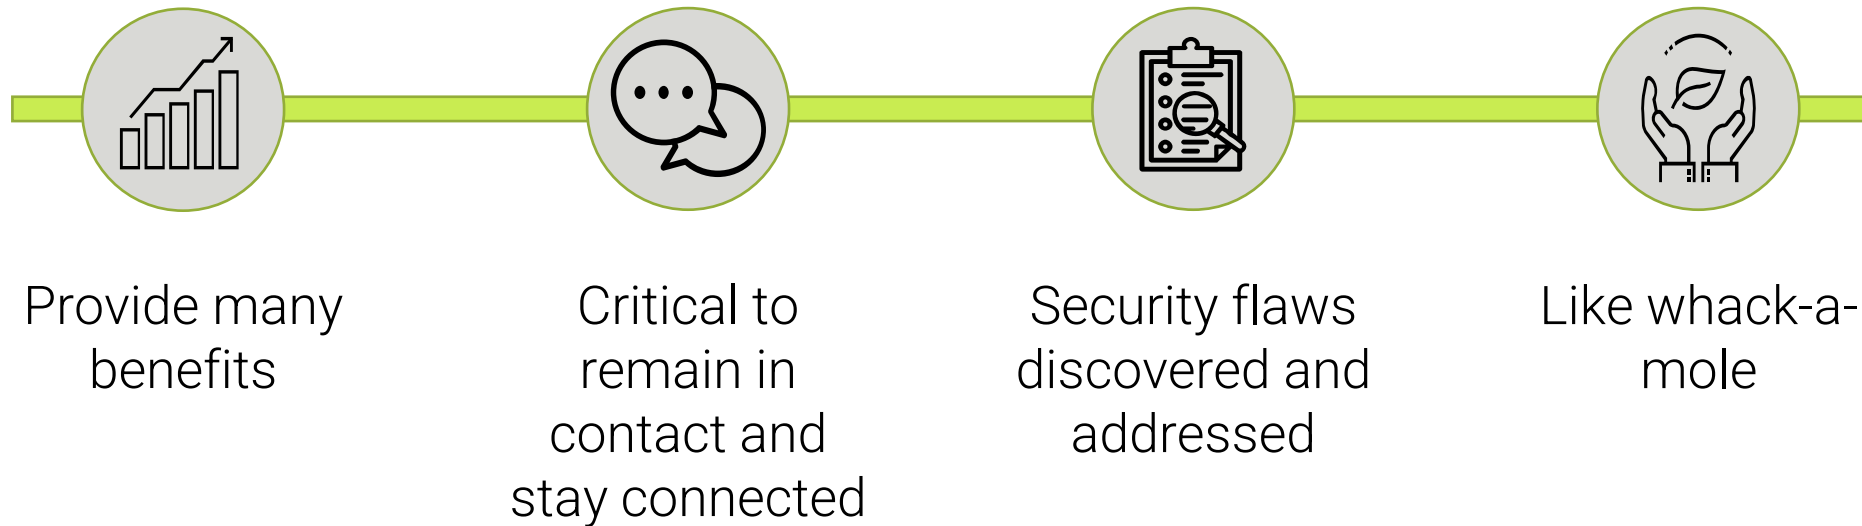 Provide many
benefits
Critical to
remain in
contact and
stay connected
Security flaws
discovered and
addressed
Like whack-a-
mole